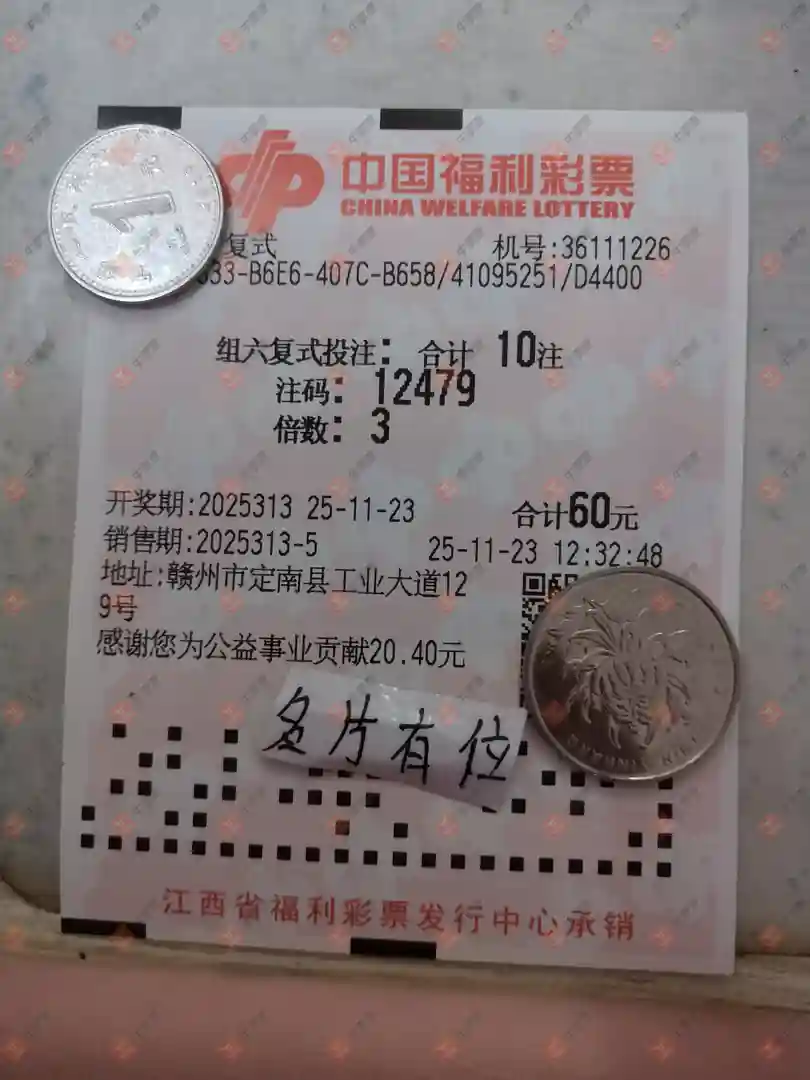 中国福利彩票
CHINA WELFARE LOTTERY
复式 机号:36111226
33-B6E6-407C-B658/41095251/D4400
组六复式投注: 合计 10注
注码: 12479
倍数: 3
开奖期:2025313 25-11-23 合计60元
销售期:2025313-5 25-11-23 12:32:48
地址:赣州市定南县工业大道12
9号
感谢您为公益事业贡献20.40元
名片有位
江西省福利彩票发行中心承销